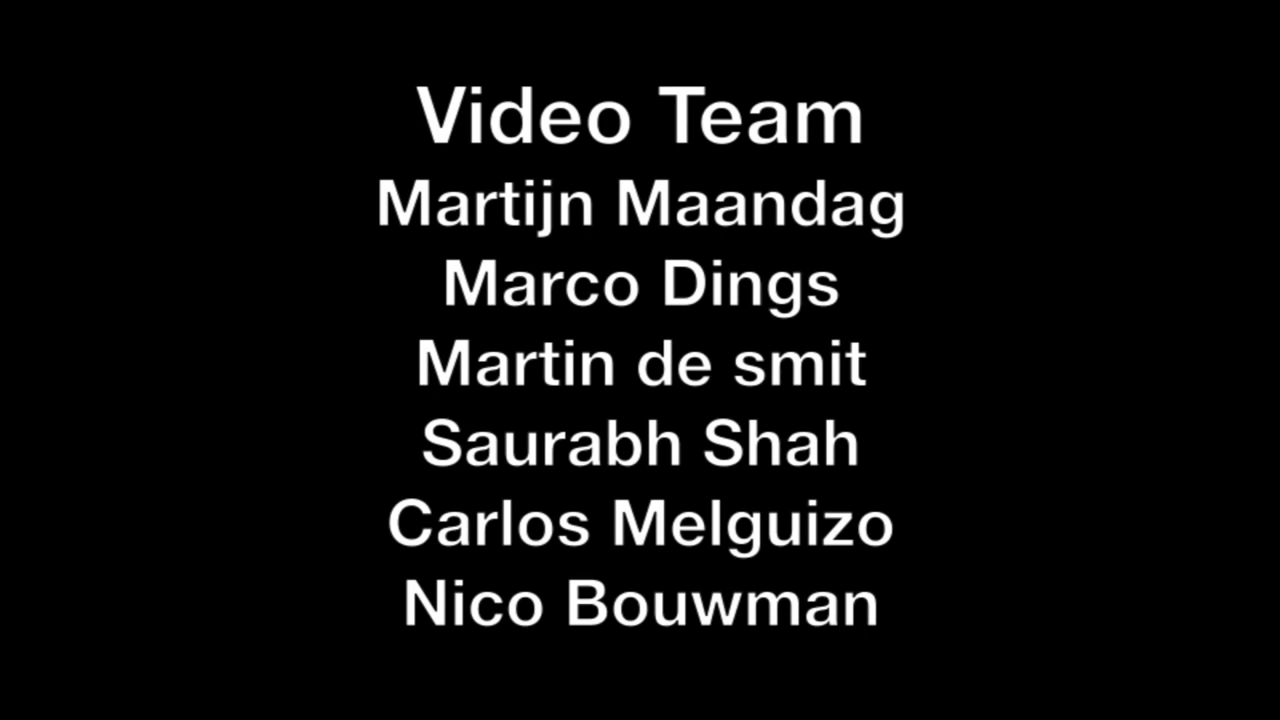 Video Team
Martijn Maandag
Marco Dings
Martin de smit
Saurabh Shah
Carlos Melguizo
Nico Bouwman